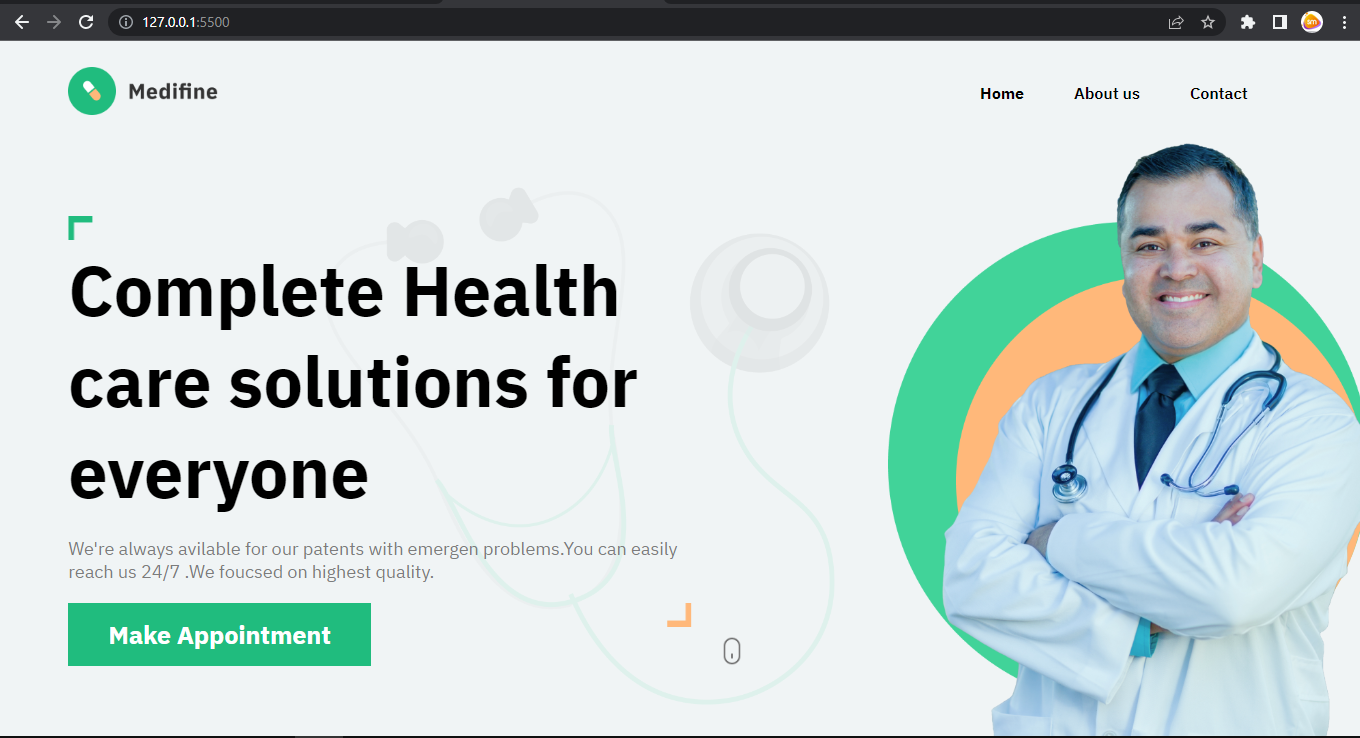 127.0.0.1:5500
Medifine
Home About us Contact
Complete Health
care solutions for
everyone
We're always avilable for our patents with emergen problems.You can easily
reach us 24/7 .We foucsed on highest quality.
Make Appointment